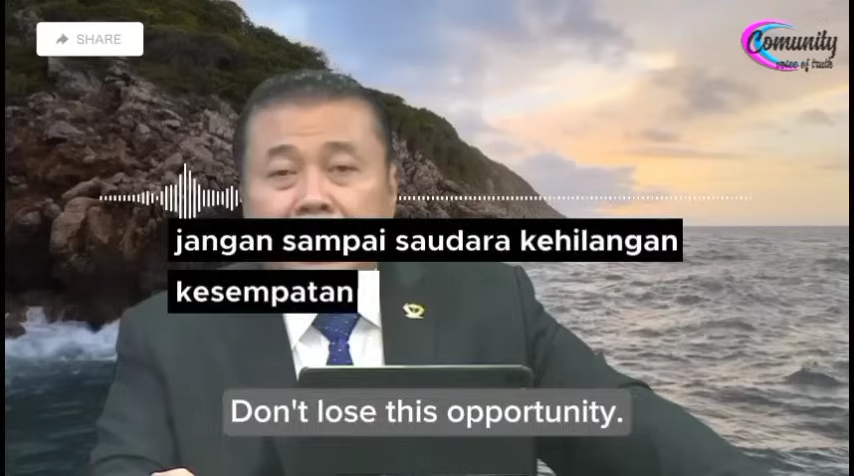 SHARE
Comunity
voice of truth
jangan sampai saudara kehilangan
kesempatan
Don't lose this opportunity.